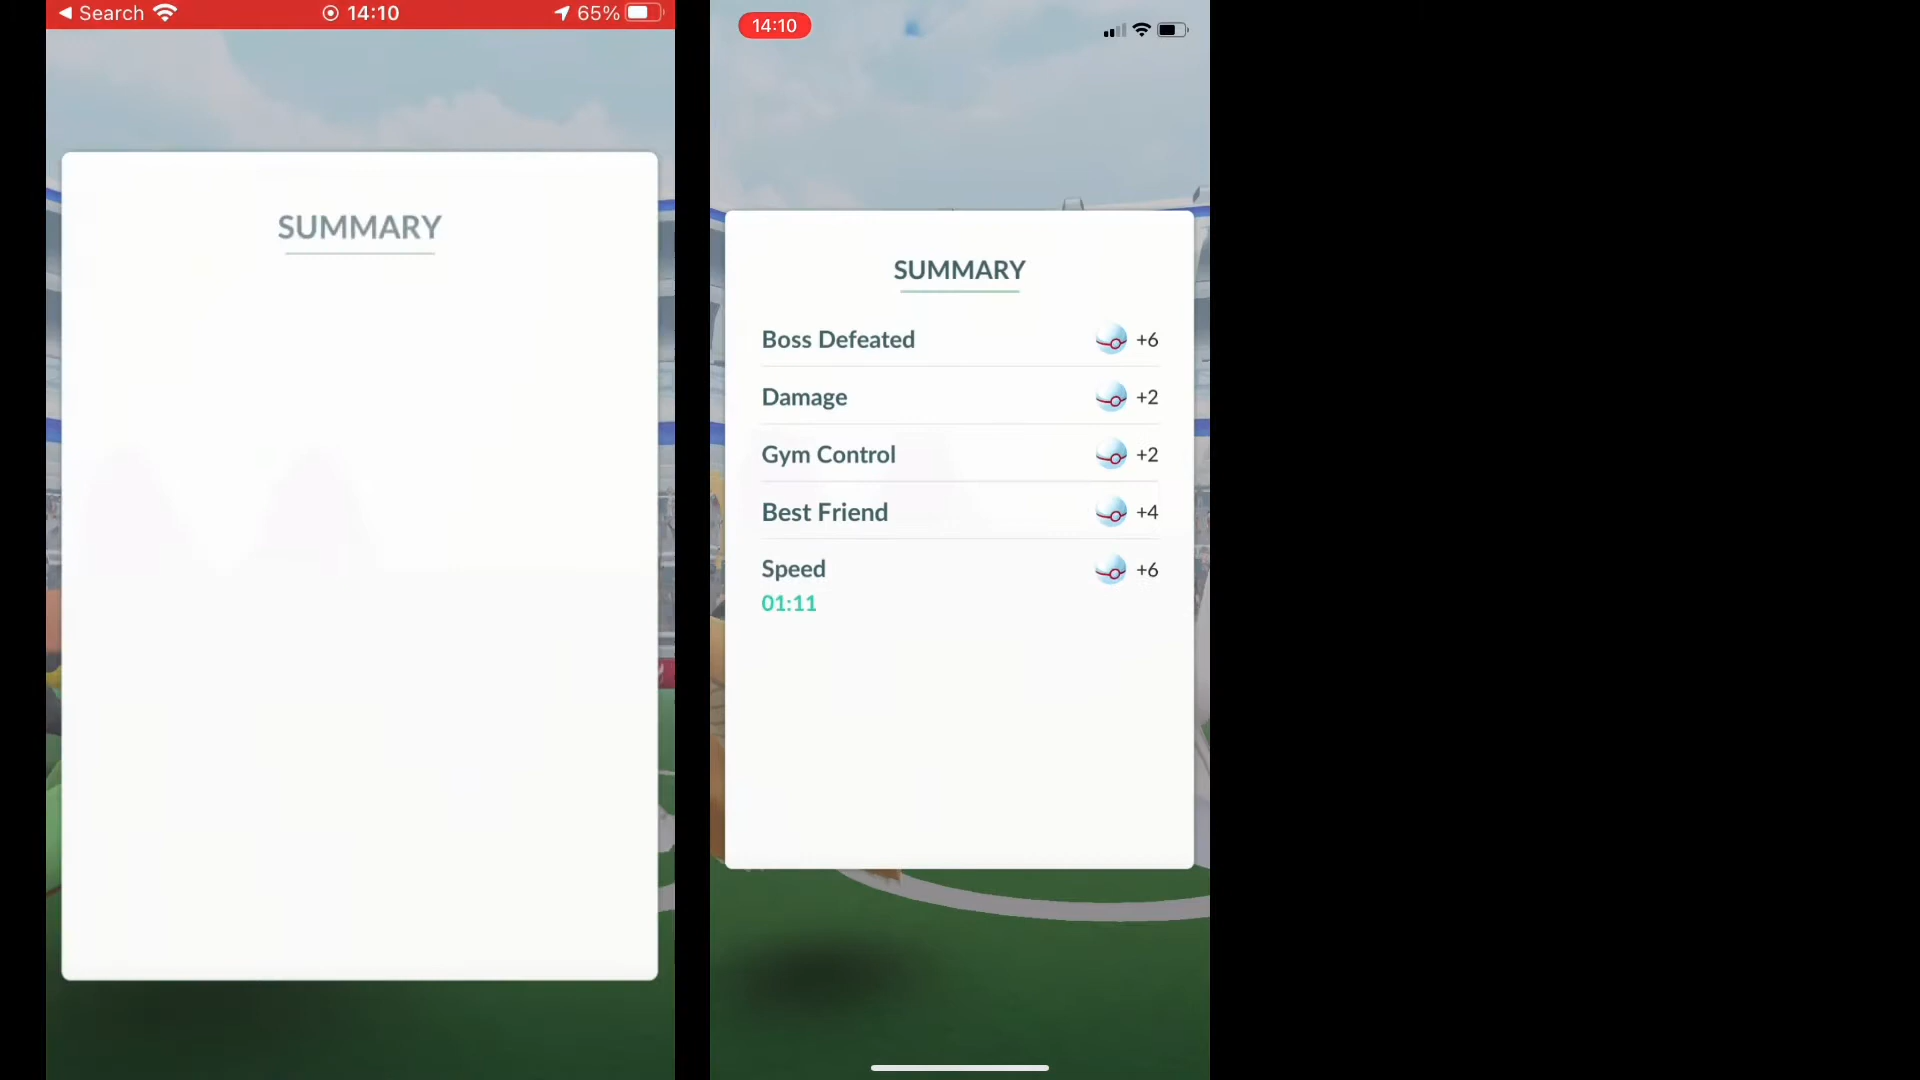 Search 14:10 65%
SUMMARY
14:10
SUMMARY
Boss Defeated +6
Damage +2
Gym Control +2
Best Friend +4
Speed +6
01:11